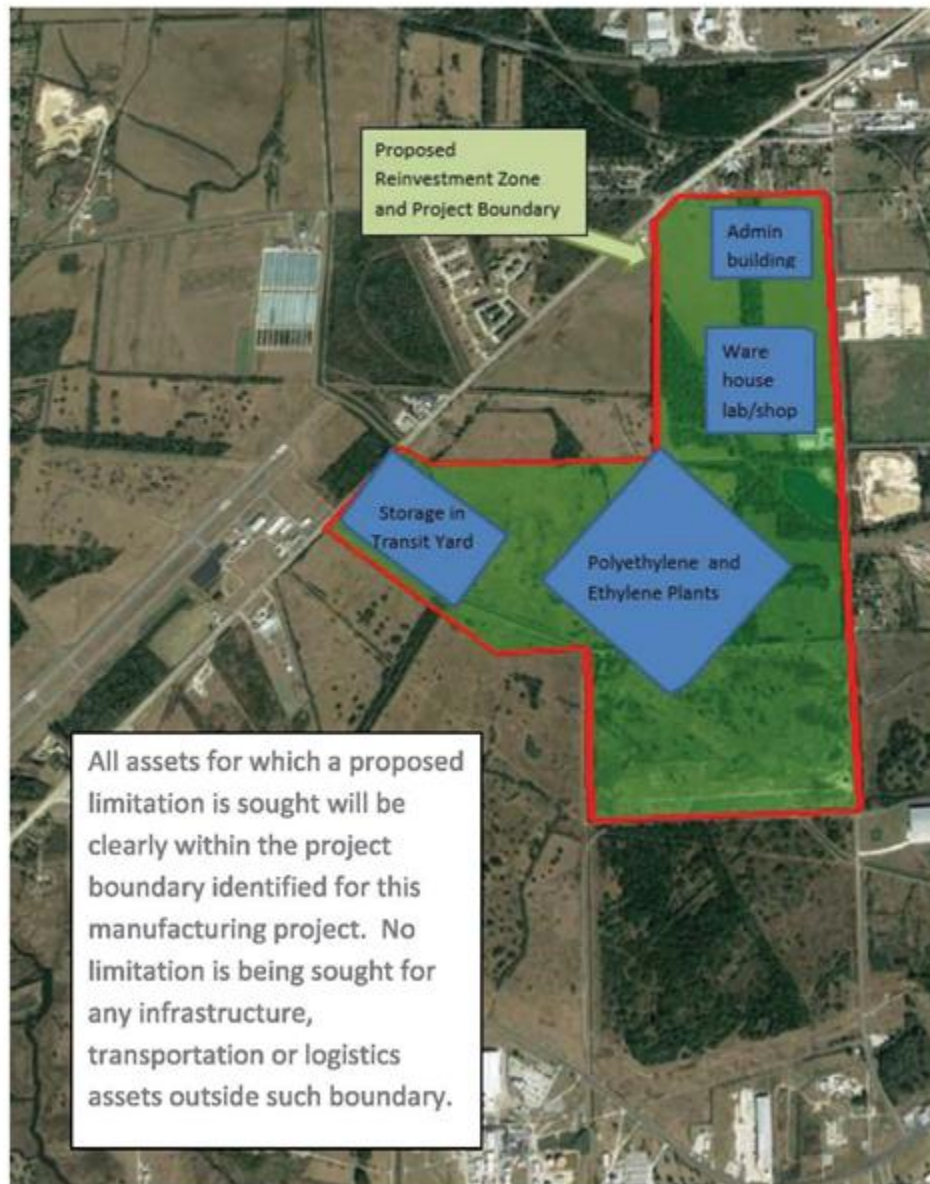 Proposed
Reinvestment Zone
and Project Boundary
Admin
building
Ware
house
lab/shop
Storage in
Transit Yard
Polyethylene and
Ethylene Plants
All assets for which a proposed
limitation is sought will be
clearly within the project
boundary identified for this
manufacturing project. No
limitation is being sought for
any infrastructure,
transportation or logistics
assets outside such boundary.